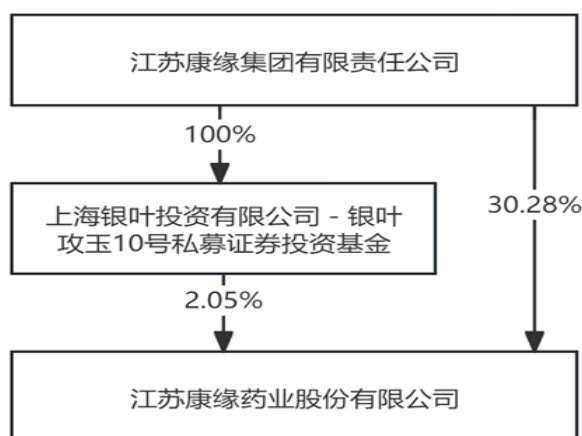 江苏康缘集团有限责任公司
100%
30.28%
上海银叶投资有限公司 - 银叶
攻玉10号私募证券投资基金
2.05%
江苏康缘药业股份有限公司